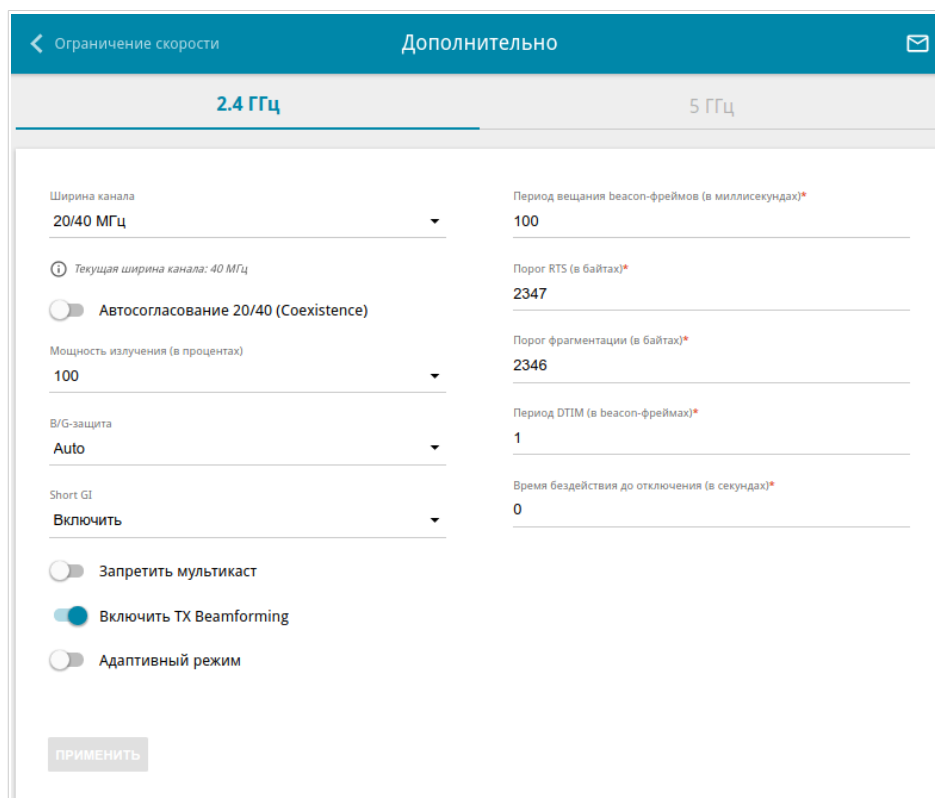 Ограничение скорости
Дополнительно
2.4 ГГц
5 ГГц
Ширина канала
20/40 МГц
Текущая ширина канала: 40 МГц
Автосогласование 20/40 (Coexistence)
Мощность излучения (в процентах)
100
B/G-защита
Auto
Short GI
Включить
Запретить мультикаст
Включить TX Beamforming
Адаптивный режим
ПРИМЕНИТЬ
Период вещания beacon-фреймов (в миллисекундах)*
100
Порог RTS (в байтах)*
2347
Порог фрагментации (в байтах)*
2346
Период DTIM (в beacon-фреймах)*
1
Время бездействия до отключения (в секундах)*
0